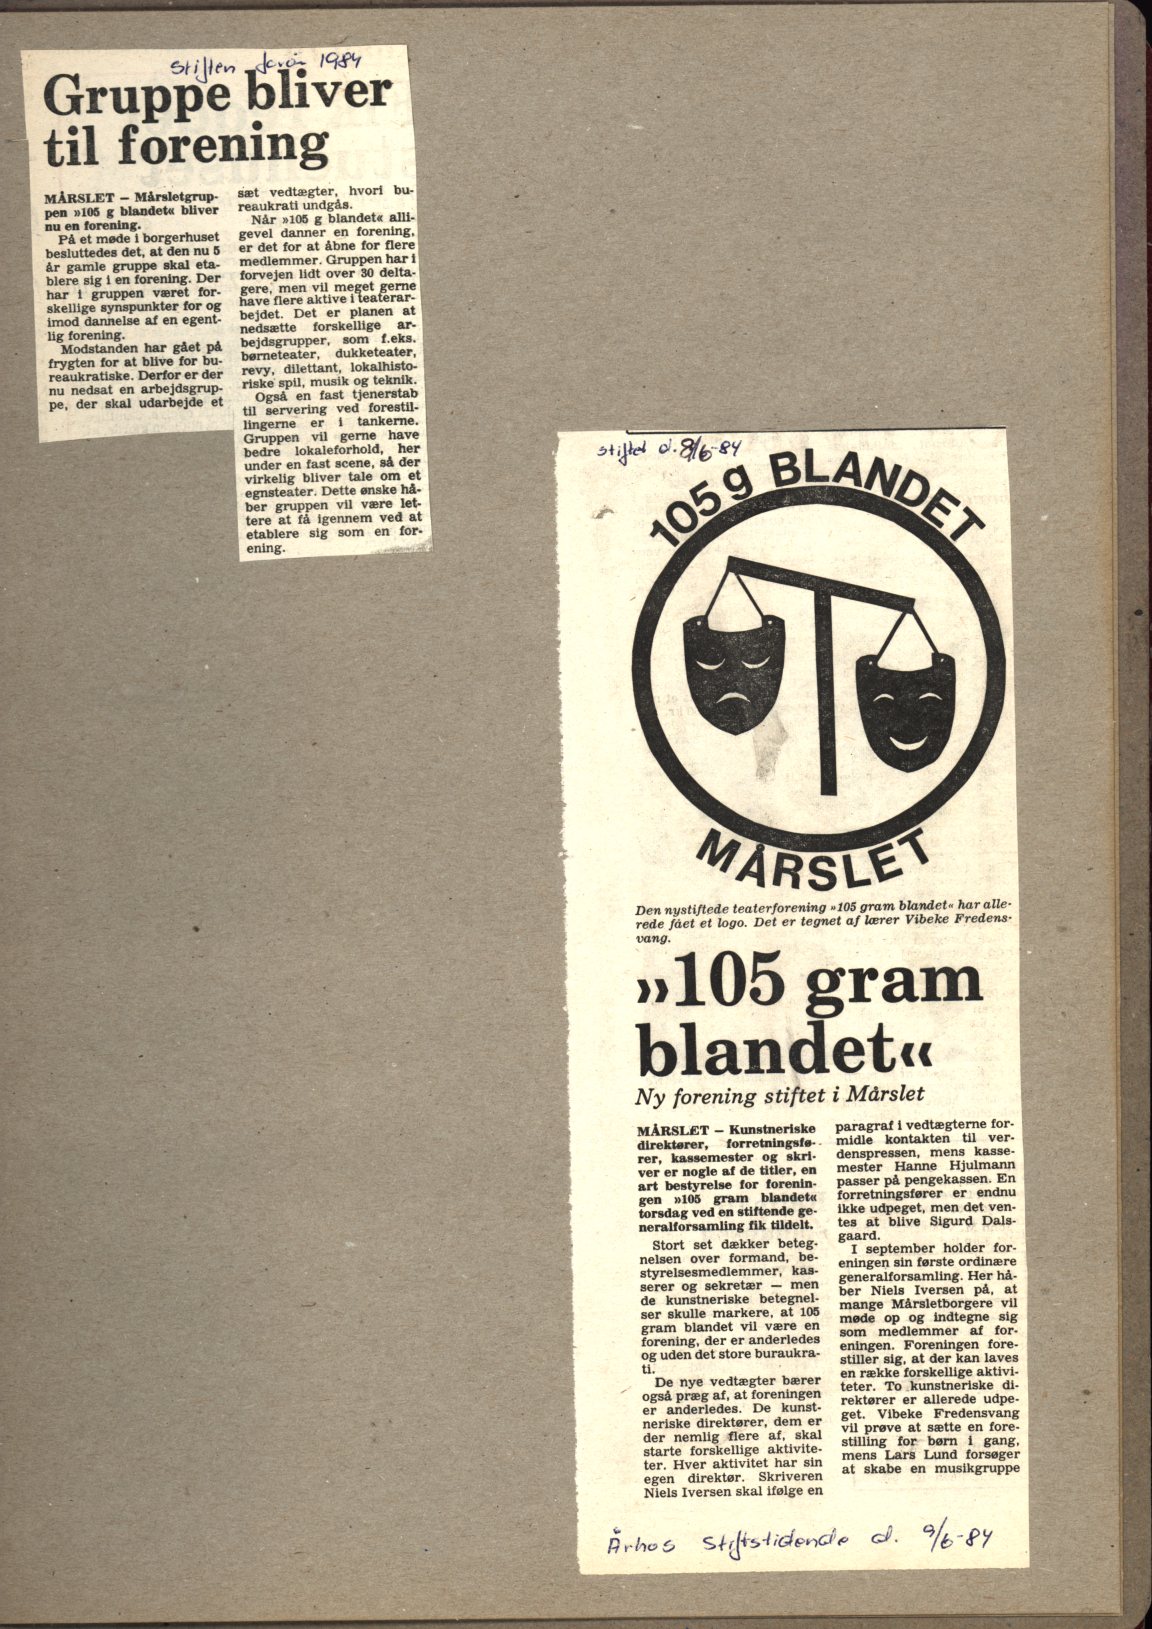 Stiften forår 1984
Gruppe bliver
til forening
MÅRSLET – Mårsletgrup-
pen »105 g blandet« bliver
nu en forening.
På et møde i borgerhuset
besluttedes det, at den nu 5
år gamle gruppe skal eta-
blere sig i en forening. Der
har i gruppen været for-
skellige synspunkter for og
imod dannelse af en egent-
lig forening.
Modstanden har gået på
frygten for at blive for bu-
reaukratiske. Derfor er der
nu nedsat en arbejdsgrup-
pe, der skal udarbejde et
sæt vedtægter, hvori bu-
reaukrati undgås.
Når »105 g blandet« alli-
gevel danner en forening,
er det for at åbne for flere
medlemmer. Gruppen har i
forvejen lidt over 30 delta-
gere, men vil meget gerne
have flere aktive i teaterar-
bejdet. Det er planen at
nedsætte forskellige ar-
bejdsgrupper, som f.eks.
børneteater, dukketeater,
revy, dilettant, lokalhisto-
riske spil, musik og teknik.
Også en fast tjenerstab
til servering ved forestil-
lingerne er i tankerne.
Gruppen vil gerne have
bedre lokaleforhold, her
under en fast scene, så der
virkelig bliver tale om et
egnsteater. Dette ønske hå-
ber gruppen vil være let-
tere at få igennem ved at
etablere sig som en for-
ening.
stiftet d. 8/6-84
105g BLANDET
MÅRSLET
Den nystiftede teaterforening »105 gram blandet« har alle-
rede fået et logo. Det er tegnet af lærer Vibeke Fredens-
vang.
»105 gram
blandet«
Ny forening stiftet i Mårslet
MÅRSLET – Kunstneriske
direktører, forretningsfø-
rer, kassemester og skri-
ver er nogle af de titler, en
art bestyrelse for forenin-
gen »105 gram blandet«
torsdag ved en stiftende ge-
neralforsamling fik tildelt.
Stort set dækker beteg-
nelsen over formand, be-
styrelsesmedlemmer, kas-
serer og sekretær — men
de kunstneriske betegnel-
ser skulle markere, at 105
gram blandet vil være en
forening, der er anderledes
og uden det store buraukra-
ti.
De nye vedtægter bærer
også præg af, at foreningen
er anderledes. De kunst-
neriske direktører, dem er
der nemlig flere af, skal
starte forskellige aktivite-
ter. Hver aktivitet har sin
egen direktør. Skriveren
Niels Iversen skal ifølge en
paragraf i vedtægterne for-
midle kontakten til ver-
denspressen, mens kasse-
mester Hanne Hjulmann
passer på pengekassen. En
forretningsfører er endnu
ikke udpeget, men det ven-
tes at blive Sigurd Dals-
gaard.
I september holder for-
eningen sin første ordinære
generalforsamling. Her hå-
ber Niels Iversen på, at
mange Mårsletborgere vil
møde op og indtegne sig
som medlemmer af for-
eningen. Foreningen fore-
stiller sig, at der kan laves
en række forskellige aktivi-
teter. To kunstneriske di-
rektører er allerede udpe-
get. Vibeke Fredensvang
vil prøve at sætte en fore-
stilling for børn i gang,
mens Lars Lund forsøger
at skabe en musikgruppe
Århos Stiftstidende d. 9/6-84